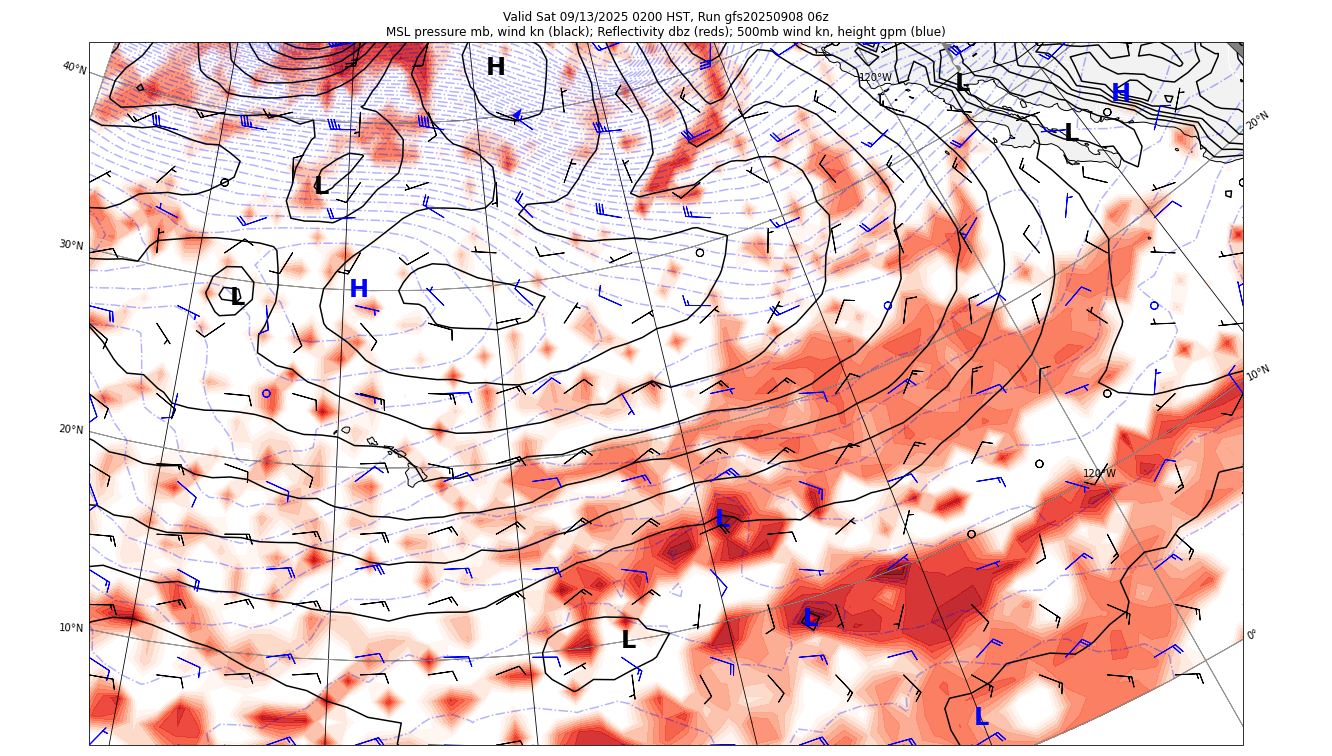 Valid Sat 09/13/2025 0200 HST, Run gfs20250908 06z
MSL pressure mb, wind kn (black); Reflectivity dbz (reds); 500mb wind kn, height gpm (blue)
40°N
H
120°W
L
H
L
20°N
L
30°N
L
H
10°N
20°N
120°W
L
10°N
L
L
0°
L